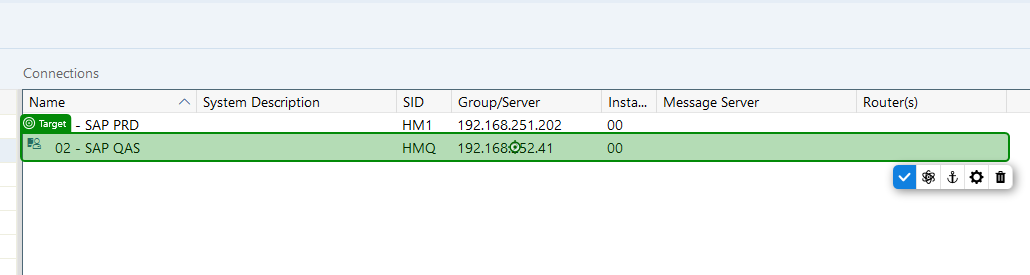 Connections
Name System Description SID Group/Server Insta... Message Server Router(s)
Target - SAP PRD HM1 192.168.251.202 00
02 - SAP QAS HMQ 192.168. 52.41 00